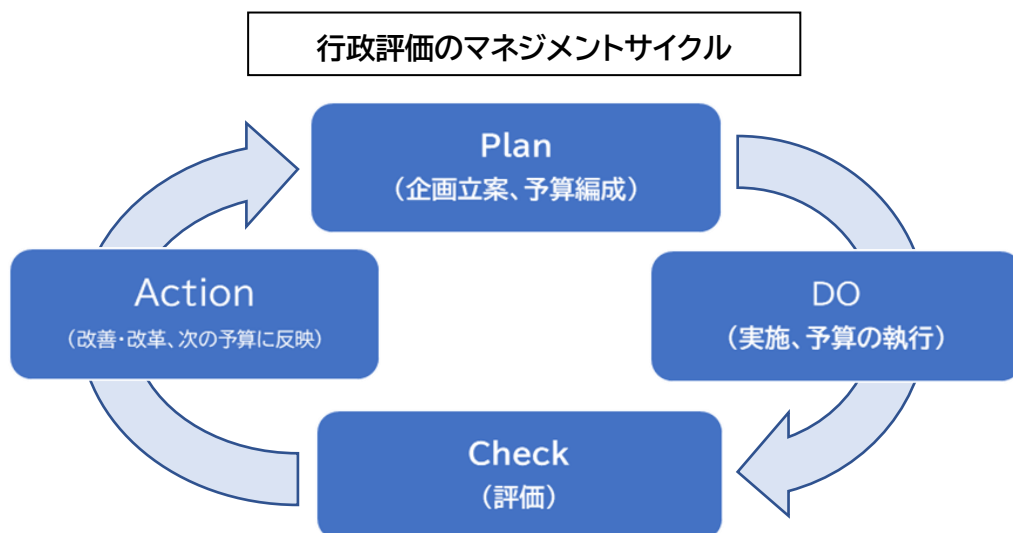 行政評価のマネジメントサイクル
Plan
（企画立案、予算編成）
DO
（実施、予算の執行）
Check
（評価）
Action
（改善・改革、次の予算に反映）